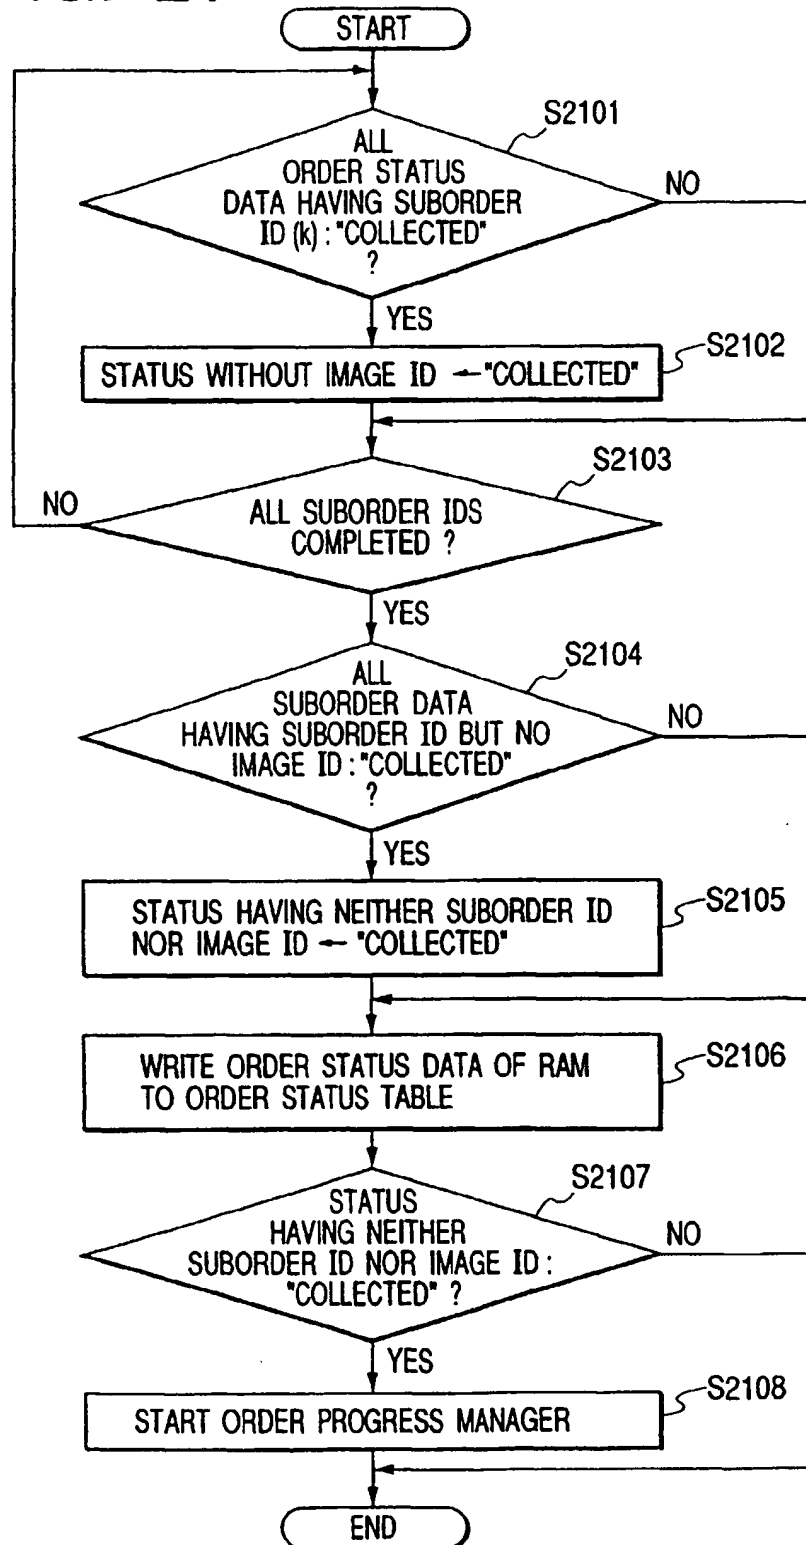 START
S2101
ALL
ORDER STATUS
DATA HAVING SUBORDER
ID (k) : "COLLECTED"
?
NO
YES
S2102
STATUS WITHOUT IMAGE ID ← "COLLECTED"
S2103
NO
ALL SUBORDER IDS
COMPLETED ?
YES
S2104
ALL
SUBORDER DATA
HAVING SUBORDER ID BUT NO
IMAGE ID : "COLLECTED"
?
NO
YES
S2105
STATUS HAVING NEITHER SUBORDER ID
NOR IMAGE ID ← "COLLECTED"
S2106
WRITE ORDER STATUS DATA OF RAM
TO ORDER STATUS TABLE
S2107
STATUS
HAVING NEITHER
SUBORDER ID NOR IMAGE ID :
"COLLECTED" ?
NO
YES
S2108
START ORDER PROGRESS MANAGER
END